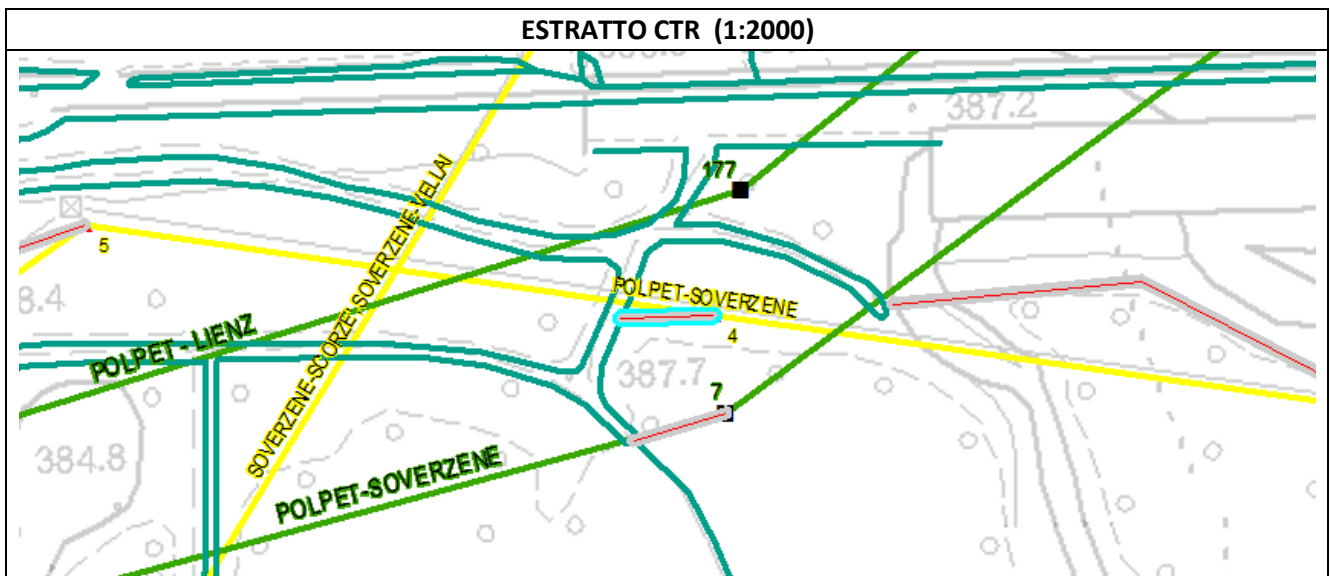 ESTRATTO CTR (1:2000)
387.2
177
SOVERZENE-SCORZE'-SOVERZENE-VELLAI
5
8.4
POLPET-SOVERZENE
4
POLPET - LIENZ
387.7
7
384.8
POLPET-SOVERZENE